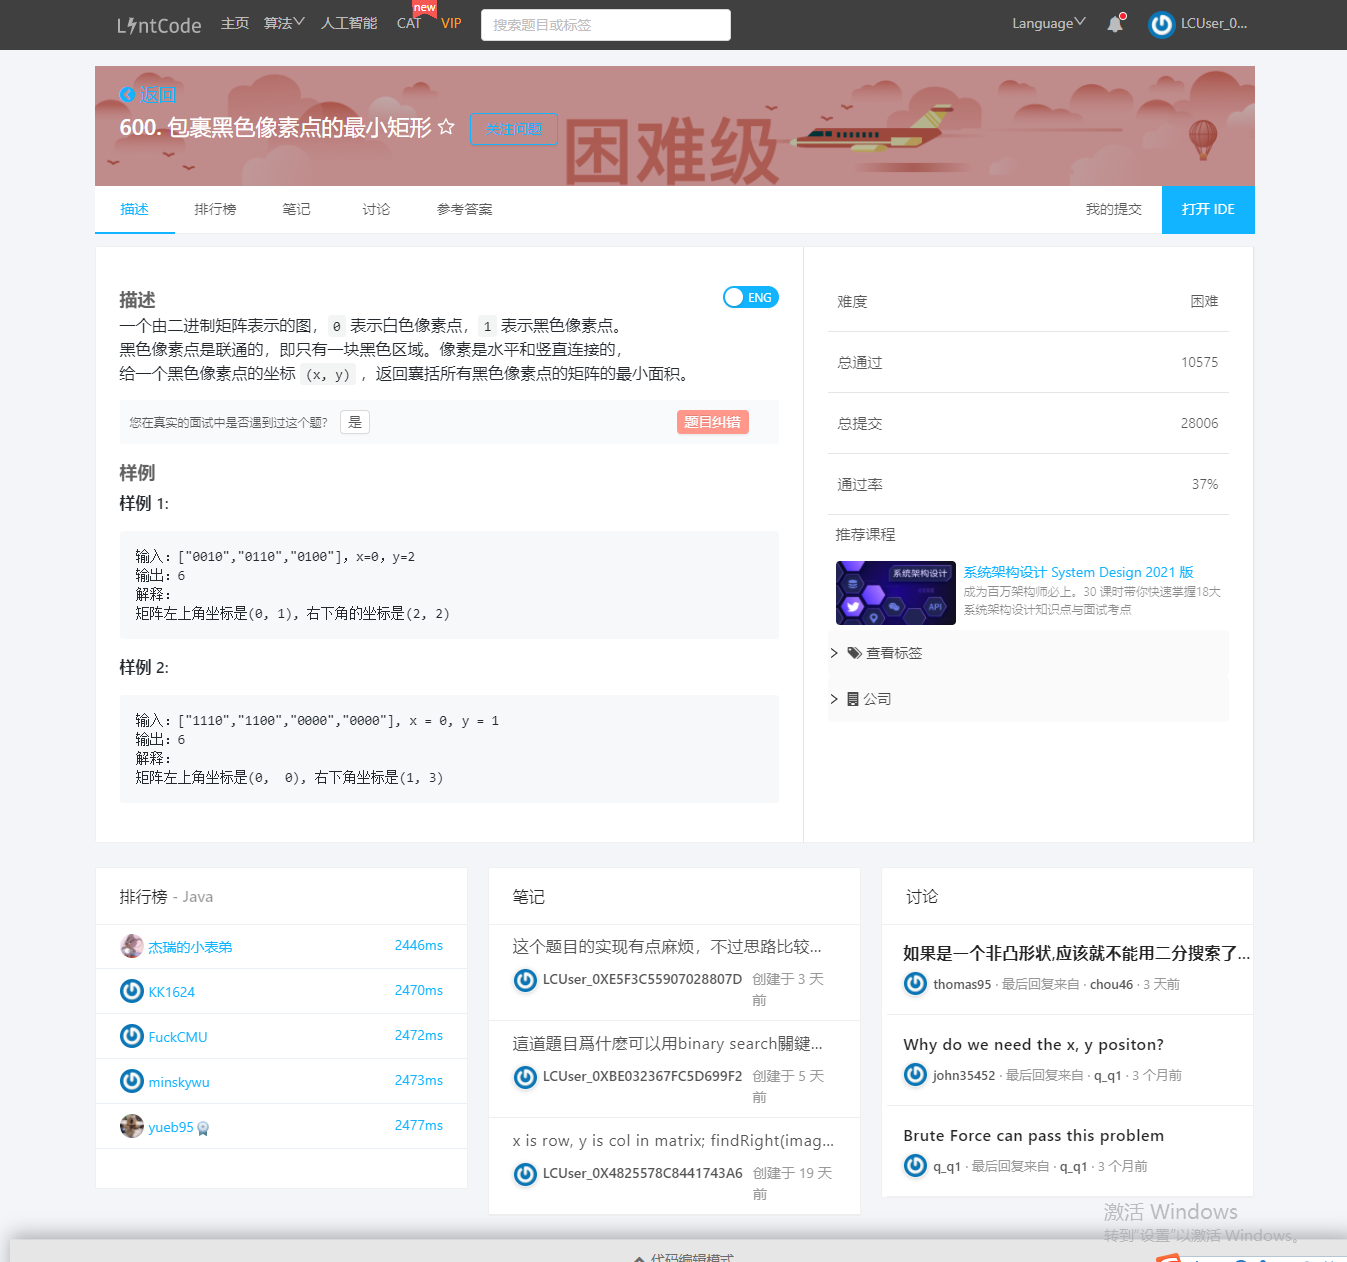 LintCode 主页 算法 人工智能 CAT new VIP 搜索题目或标签 Language LCUser_0...
返回
600. 包裹黑色像素点的最小矩形 关注问题
困难级
描述 排行榜 笔记 讨论 参考答案 我的提交 打开 IDE
描述 ENG
一个由二进制矩阵表示的图，0 表示白色像素点，1 表示黑色像素点。
黑色像素点是联通的，即只有一块黑色区域。像素是水平和竖直连接的，
给一个黑色像素点的坐标 (x, y) ，返回囊括所有黑色像素点的矩阵的最小面积。
您在真实的面试中是否遇到过这个题? 是 题目纠错
样例
样例 1:
输入：["0010","0110","0100"]，x=0，y=2
输出：6
解释：
矩阵左上角坐标是(0, 1)，右下角的坐标是(2, 2)
样例 2:
输入：["1110","1100","0000","0000"], x = 0, y = 1
输出：6
解释：
矩阵左上角坐标是(0, 0)，右下角坐标是(1, 3)
难度 困难
总通过 10575
总提交 28006
通过率 37%
推荐课程
系统架构设计
API
系统架构设计 System Design 2021 版
成为百万架构师必上。30 课时带你快速掌握18大
系统架构设计知识点与面试考点
查看标签
公司
排行榜 - Java
杰瑞的小表弟 2446ms
KK1624 2470ms
FuckCMU 2472ms
minskywu 2473ms
yueb95 2477ms
笔记
这个题目的实现有点麻烦，不过思路比较...
LCUser_0XE5F3C55907028807D 创建于 3 天
前
這道題目爲什麽可以用binary search關鍵...
LCUser_0XBE032367FC5D699F2 创建于 5 天
前
x is row, y is col in matrix; findRight(imag...
LCUser_0X4825578C8441743A6 创建于 19 天
前
讨论
如果是一个非凸形状,应该就不能用二分搜索了...
thomas95 · 最后回复来自 · chou46 · 3 天前
Why do we need the x, y positon?
john35452 · 最后回复来自 · q_q1 · 3 个月前
Brute Force can pass this problem
q_q1 · 最后回复来自 · q_q1 · 3 个月前
激活 Windows
转到"设置"以激活 Windows。
代码编辑模式